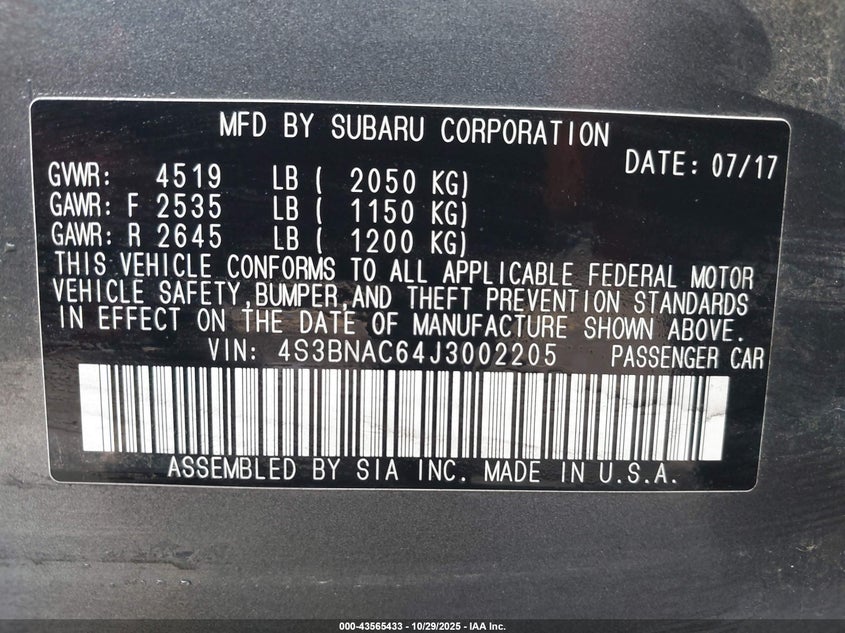 MFD BY SUBARU CORPORATION
DATE: 07/17
GVWR: 4519 LB ( 2050 KG)
GAWR: F 2535 LB ( 1150 KG)
GAWR: R 2645 LB ( 1200 KG)
THIS VEHICLE CONFORMS TO ALL APPLICABLE FEDERAL MOTOR
VEHICLE SAFETY,BUMPER,AND THEFT PREVENTION STANDARDS
IN EFFECT ON THE DATE OF MANUFACTURE SHOWN ABOVE.
VIN: 4S3BNAC64J3002205 PASSENGER CAR
ASSEMBLED BY SIA INC. MADE IN U.S.A.
000-43565433 - 10/29/2025 - IAA Inc.